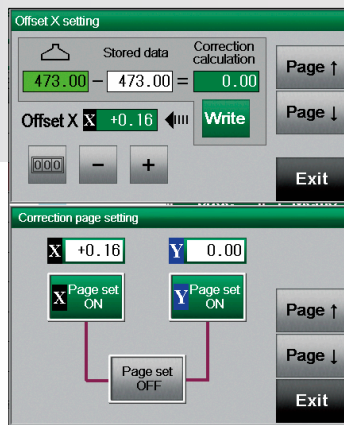 Offset X setting
Stored data
Correction
calculation
473.00 − 473.00 = 0.00
Offset X X +0.16
Write
000 − +
Page ↑
Page ↓
Exit
Correction page setting
X +0.16 Y 0.00
X Page set
ON
Y Page set
ON
Page set
OFF
Page ↑
Page ↓
Exit